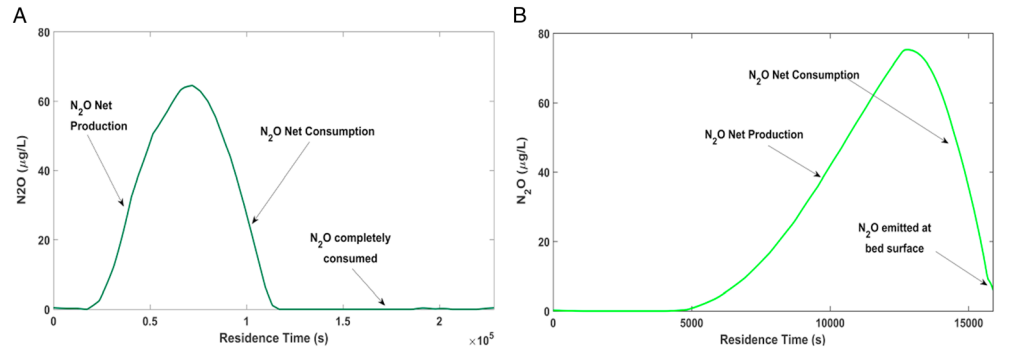 A
80
60
40
20
0
N2O (μg/L)
N₂O Net
Production
N₂O Net Consumption
N₂O completely
consumed
0
0.5
1
1.5
2
×10⁵
Residence Time (s)
B
80
60
40
20
0
N₂O (μg/L)
N₂O Net Consumption
N₂O Net Production
N₂O emitted at
bed surface
0
5000
10000
15000
Residence Time (s)